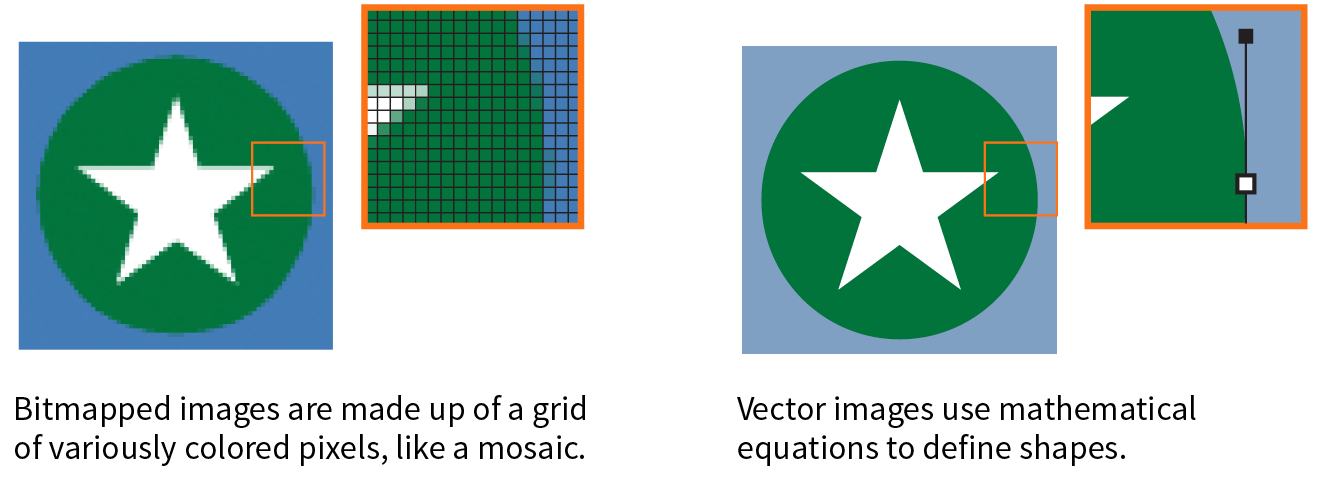 Bitmapped images are made up of a grid
of variously colored pixels, like a mosaic.
Vector images use mathematical
equations to define shapes.